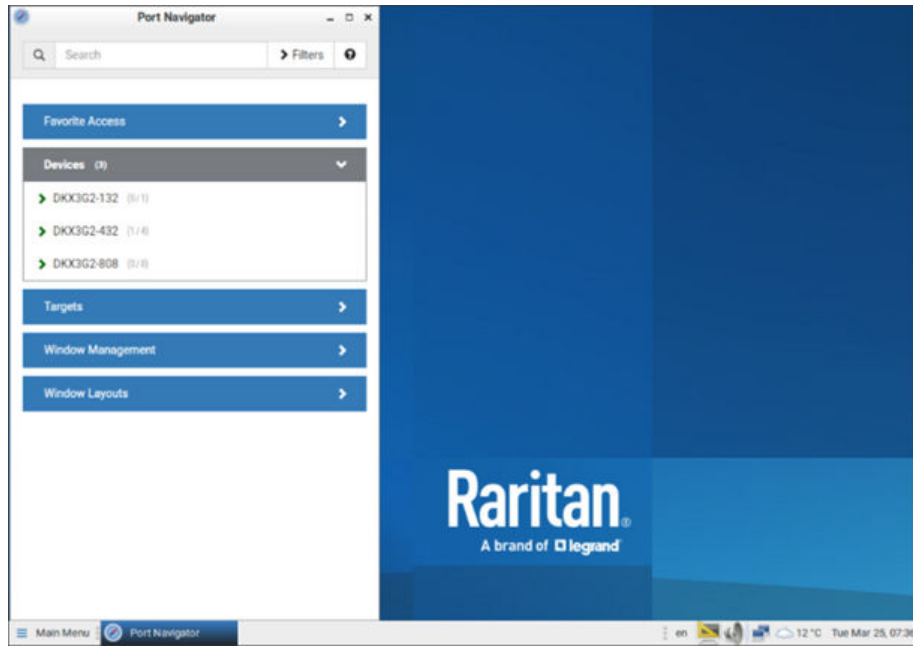 Port Navigator
Search
Filters
Favorite Access
Devices (3)
DKX3G2-132
DKX3G2-432 (1/4)
DKX3G2-808
Targets
Window Management
Window Layouts
Raritan®
A brand of legrand
Main Menu Port Navigator en 12 °C Tue Mar 25, 07:36